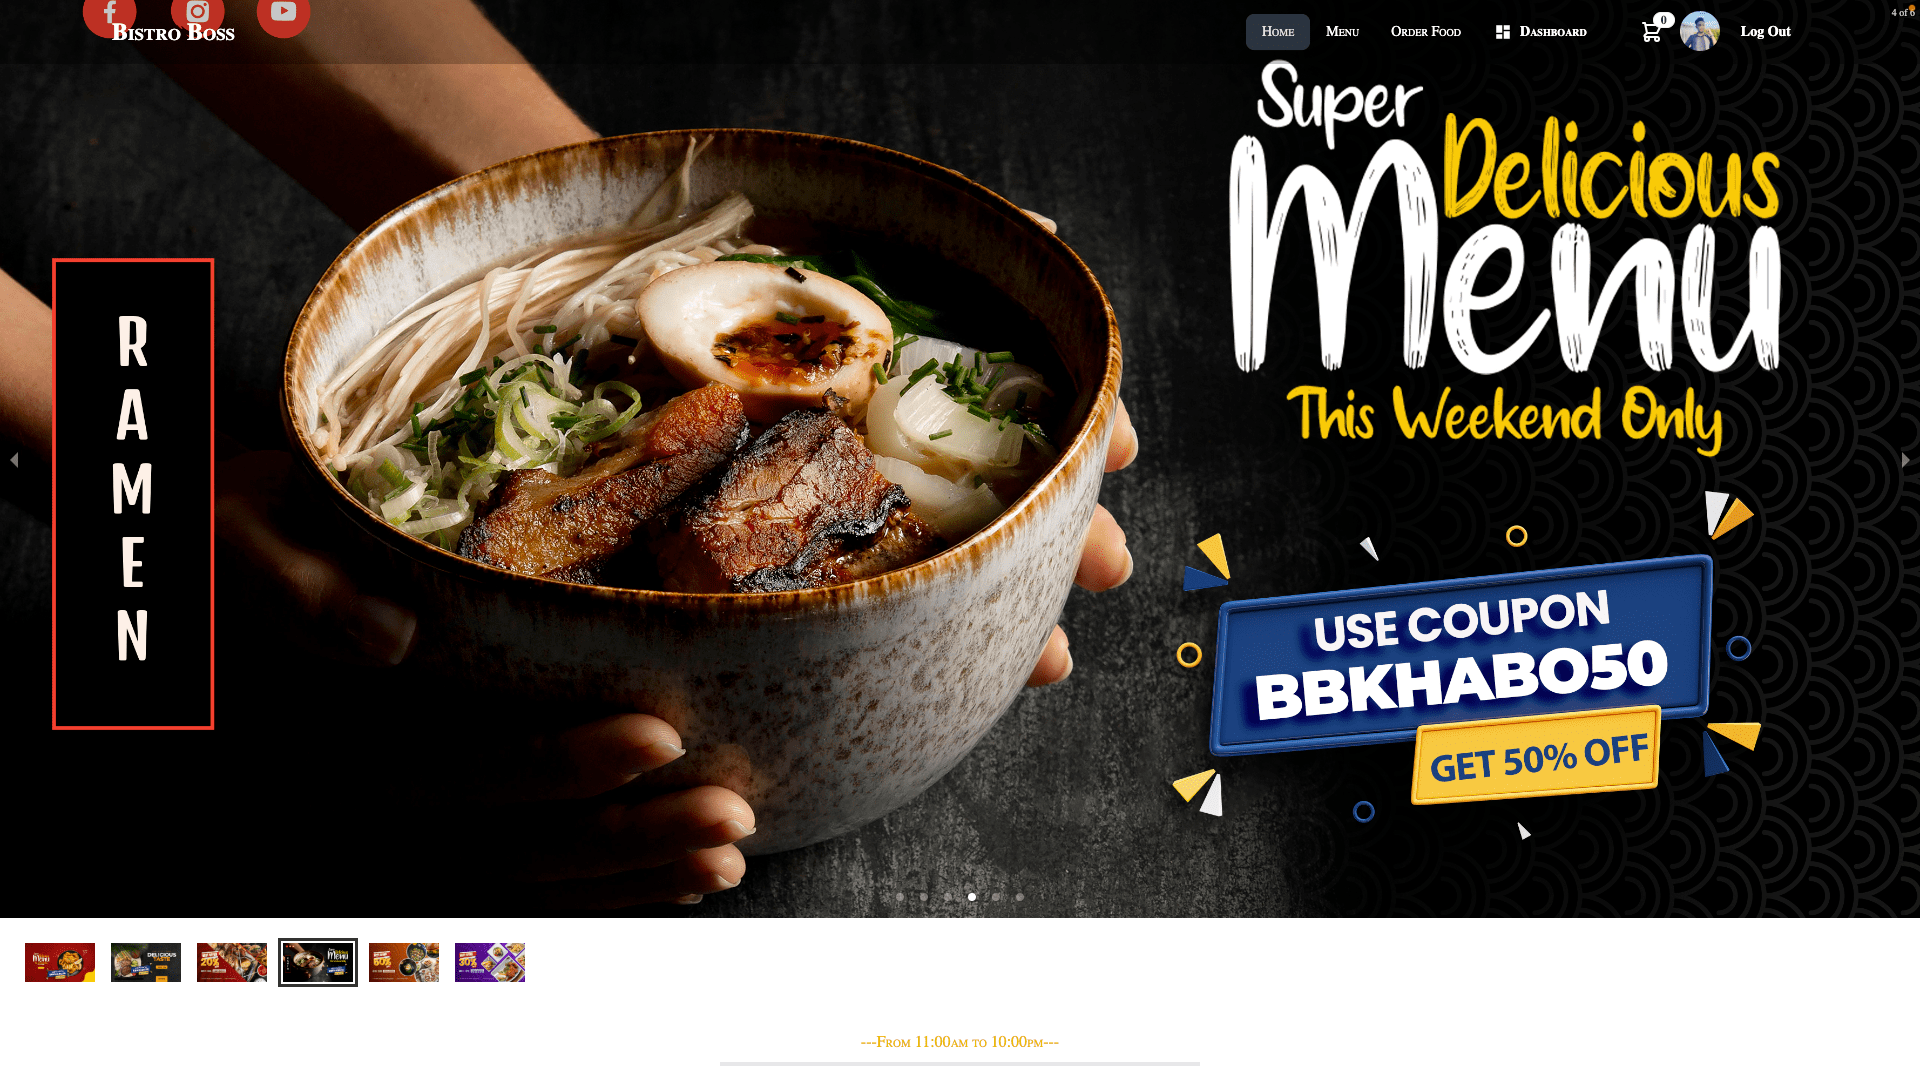 Bistro Boss
Home
Menu
Order Food
Dashboard
0
Log Out
4 of 6
Super
Delicious
Menu
This Weekend Only
RAMEN
USE COUPON
BBKHABO50
GET 50% OFF
---From 11:00am to 10:00pm---